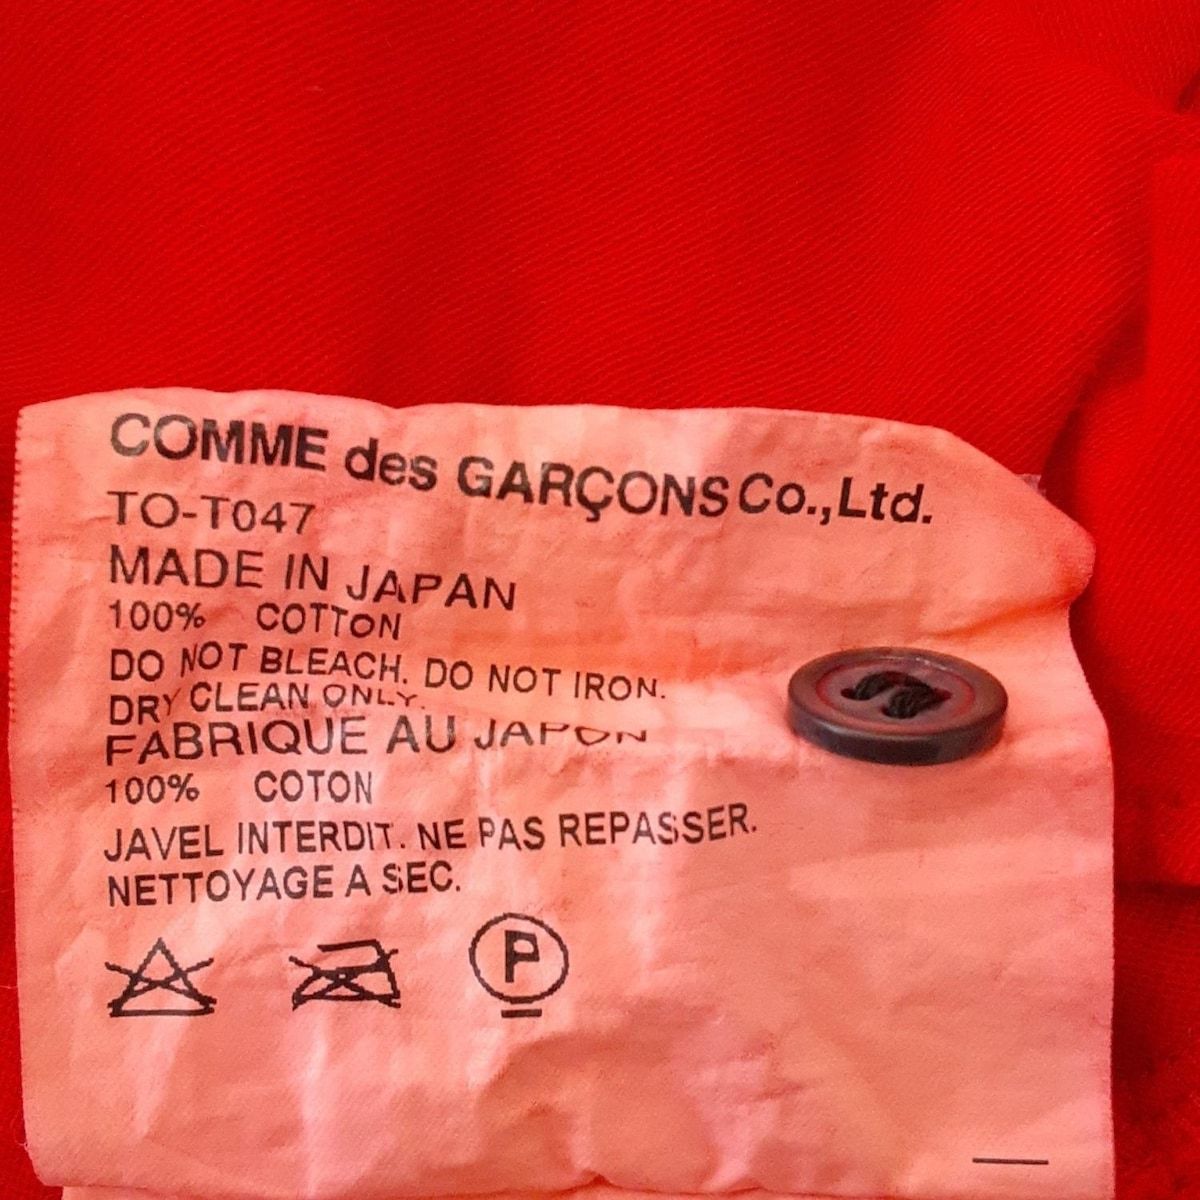 COMME des GARÇONS Co.,Ltd.
TO-T047
MADE IN JAPAN
100% COTTON
DO NOT BLEACH. DO NOT IRON.
DRY CLEAN ONLY.
FABRIQUE AU JAPON
100% COTON
JAVEL INTERDIT. NE PAS REPASSER.
NETTOYAGE A SEC.
P